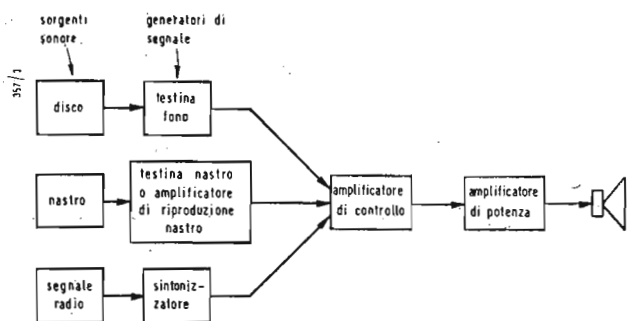 sorgenti
sonore
generatori di
segnale
357/1
disco
testina
fono
nastro
testina nastro
o amplificatore
di riproduzione
nastro
amplificatore
di controllo
amplificatore
di potenza
segnale
radio
sintoniz-
zatore